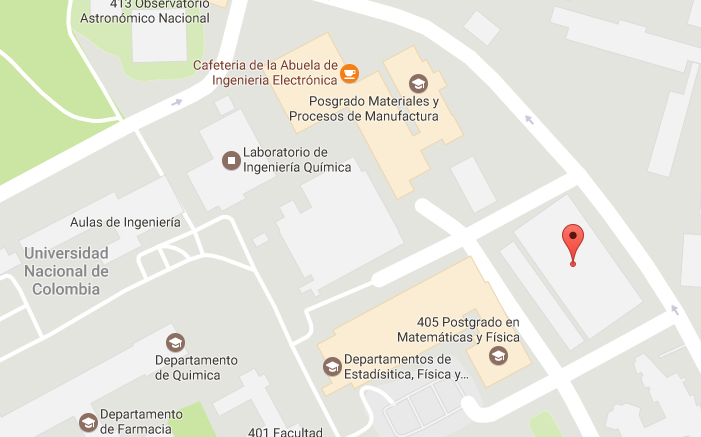 413 Observatorio
Astronómico Nacional
Cafeteria de la Abuela de
Ingenieria Electrónica
Posgrado Materiales y
Procesos de Manufactura
Laboratorio de
Ingeniería Química
Aulas de Ingeniería
Universidad
Nacional de
Colombia
405 Postgrado en
Matemáticas y Física
Departamentos de
Estadísitica, Física y…
Departamento
de Quimica
Departamento
de Farmacia
401 Facultad